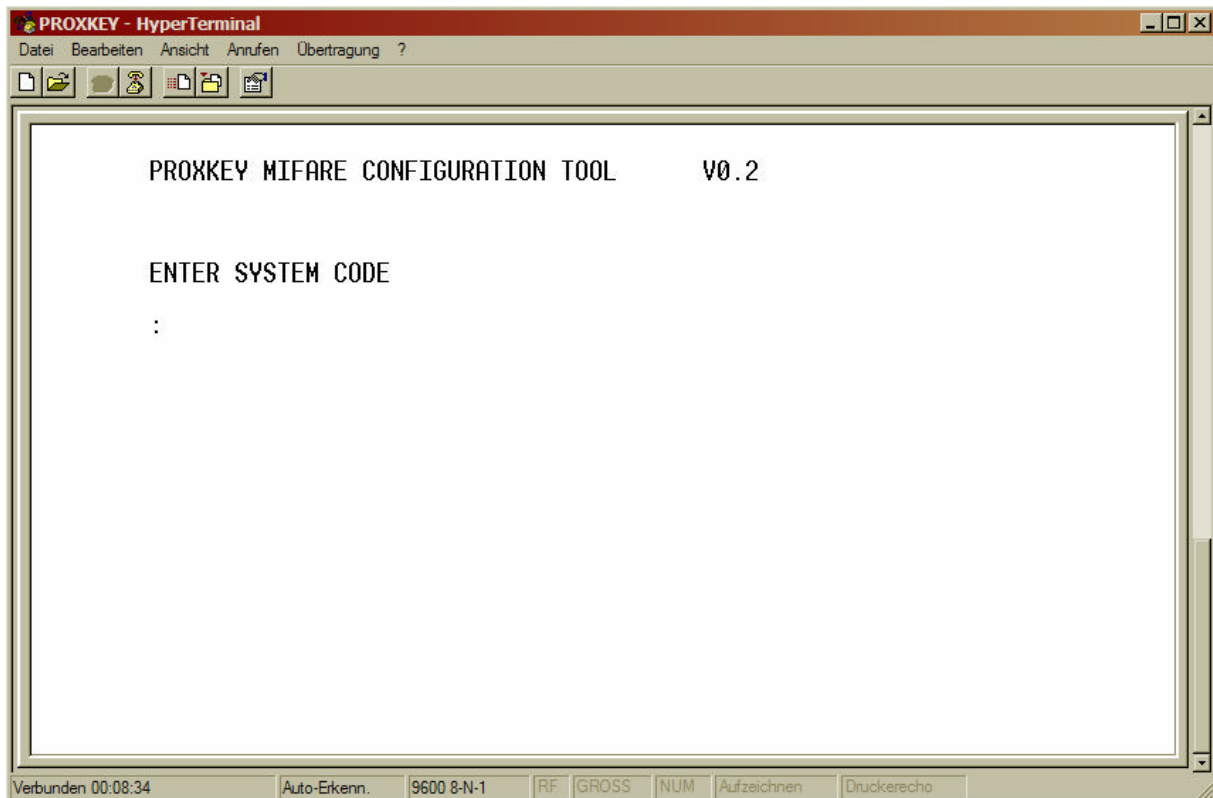 PROXKEY - HyperTerminal
Datei Bearbeiten Ansicht Anrufen Übertragung ?
PROXKEY MIFARE CONFIGURATION TOOL V0.2
ENTER SYSTEM CODE
:
Verbunden 00:08:34 Auto-Erkenn. 9600 8-N-1 RF GROSS NUM Aufzeichnen Druckerecho